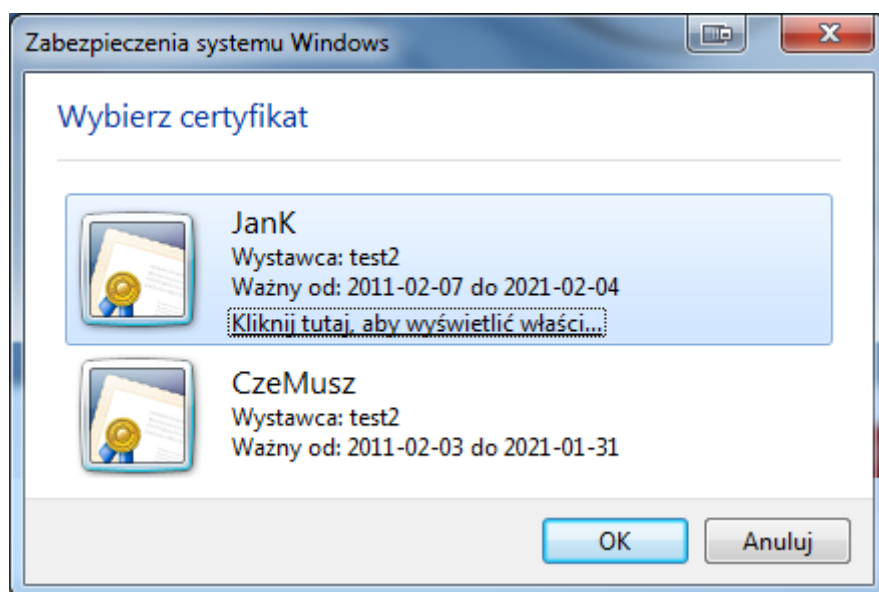 Zabezpieczenia systemu Windows
Wybierz certyfikat
JanK
Wystawca: test2
Ważny od: 2011-02-07 do 2021-02-04
Kliknij tutaj, aby wyświetlić właści...
CzeMusz
Wystawca: test2
Ważny od: 2011-02-03 do 2021-01-31
OK
Anuluj